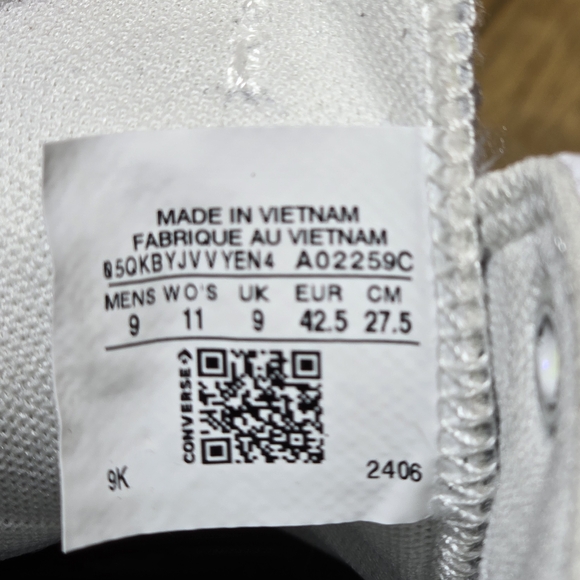 MADE IN VIETNAM
FABRIQUE AU VIETNAM
05QKBYJVVYEN4 A02259C
MENS WO'S UK EUR CM
9 11 9 42.5 27.5
CONVERSE
9K 2406